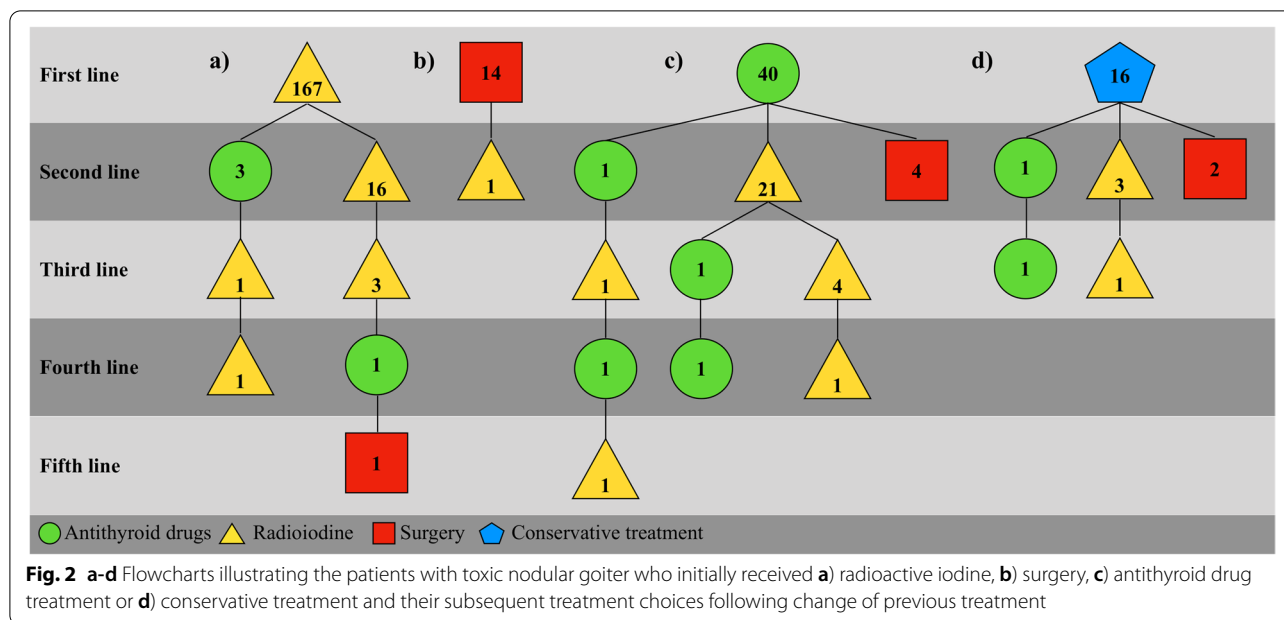 a) b) c) d)
First line 167 14 40 16
Second line 3 16 1 1 21 4 1 3 2
Third line 1 3 1 1 4 1 1
Fourth line 1 1 1 1 1
Fifth line 1 1
Antithyroid drugs Radioiodine Surgery Conservative treatment
Fig. 2 a-d Flowcharts illustrating the patients with toxic nodular goiter who initially received a) radioactive iodine, b) surgery, c) antithyroid drug
treatment or d) conservative treatment and their subsequent treatment choices following change of previous treatment